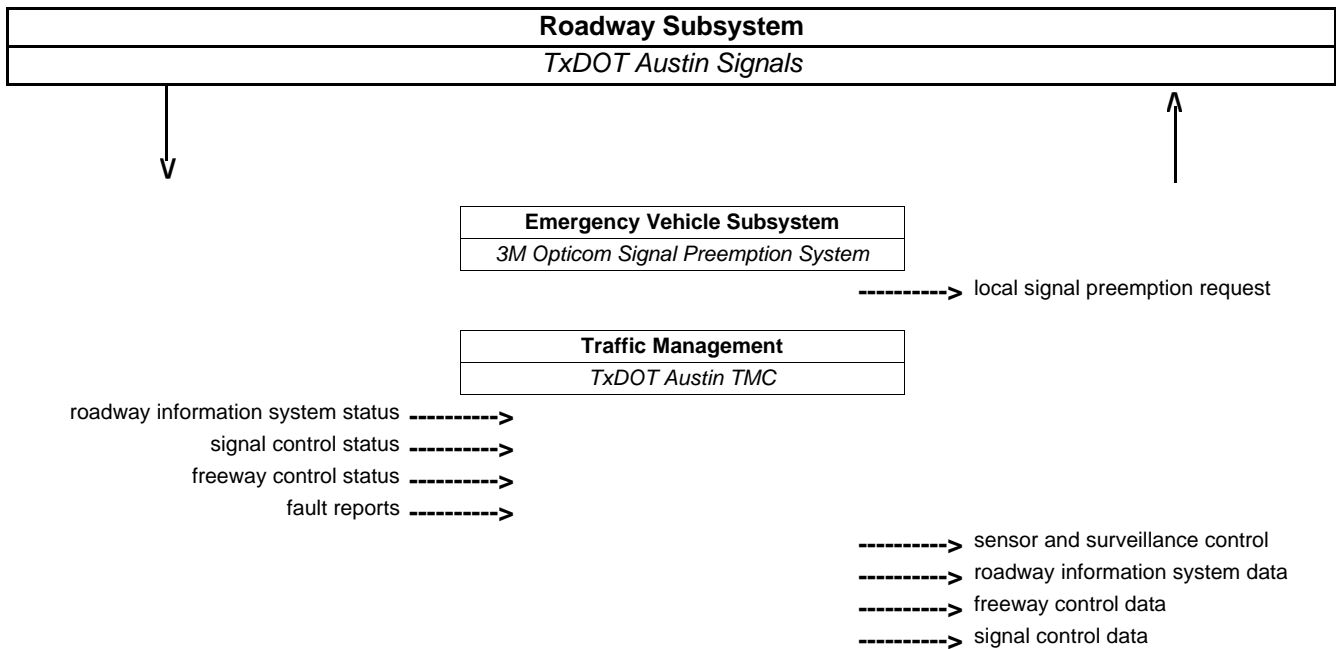 Roadway Subsystem
TxDOT Austin Signals
Emergency Vehicle Subsystem
3M Opticom Signal Preemption System
local signal preemption request
Traffic Management
TxDOT Austin TMC
roadway information system status
signal control status
freeway control status
fault reports
sensor and surveillance control
roadway information system data
freeway control data
signal control data